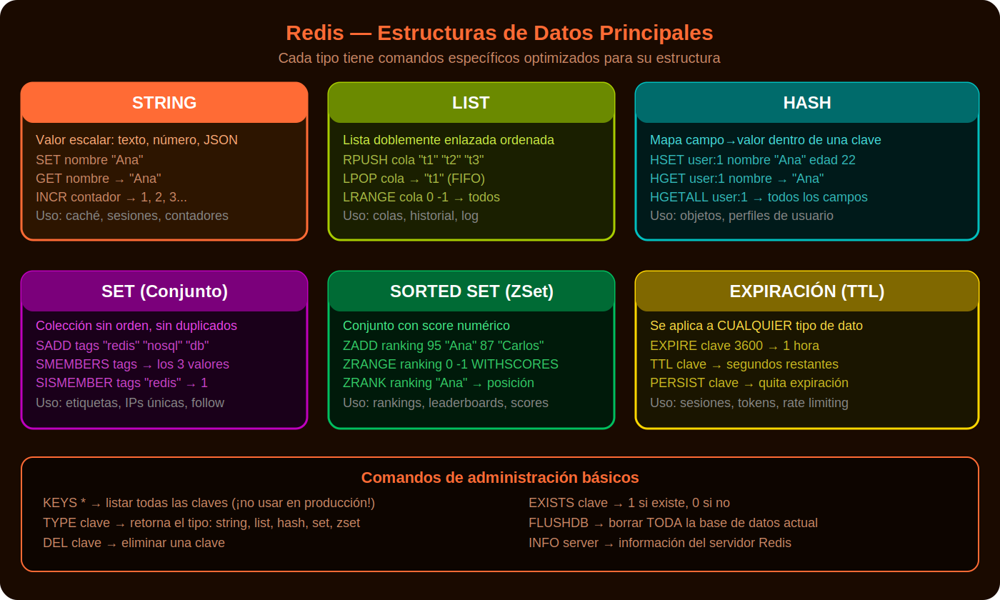 Redis — Estructuras de Datos Principales
Cada tipo tiene comandos específicos optimizados para su estructura
STRING
Valor escalar: texto, número, JSON
SET nombre "Ana"
GET nombre → "Ana"
INCR contador → 1, 2, 3...
Uso: caché, sesiones, contadores
LIST
Lista doblemente enlazada ordenada
RPUSH cola "t1" "t2" "t3"
LPOP cola → "t1" (FIFO)
LRANGE cola 0 -1 → todos
Uso: colas, historial, log
HASH
Mapa campo→valor dentro de una clave
HSET user:1 nombre "Ana" edad 22
HGET user:1 nombre → "Ana"
HGETALL user:1 → todos los campos
Uso: objetos, perfiles de usuario
SET (Conjunto)
Colección sin orden, sin duplicados
SADD tags "redis" "nosql" "db"
SMEMBERS tags → los 3 valores
SISMEMBER tags "redis" → 1
Uso: etiquetas, IPs únicas, follow
SORTED SET (ZSet)
Conjunto con score numérico
ZADD ranking 95 "Ana" 87 "Carlos"
ZRANGE ranking 0 -1 WITHSCORES
ZRANK ranking "Ana" → posición
Uso: rankings, leaderboards, scores
EXPIRACIÓN (TTL)
Se aplica a CUALQUIER tipo de dato
EXPIRE clave 3600 → 1 hora
TTL clave → segundos restantes
PERSIST clave → quita expiración
Uso: sesiones, tokens, rate limiting
Comandos de administración básicos
KEYS * → listar todas las claves (¡no usar en producción!)
TYPE clave → retorna el tipo: string, list, hash, set, zset
DEL clave → eliminar una clave
EXISTS clave → 1 si existe, 0 si no
FLUSHDB → borrar TODA la base de datos actual
INFO server → información del servidor Redis